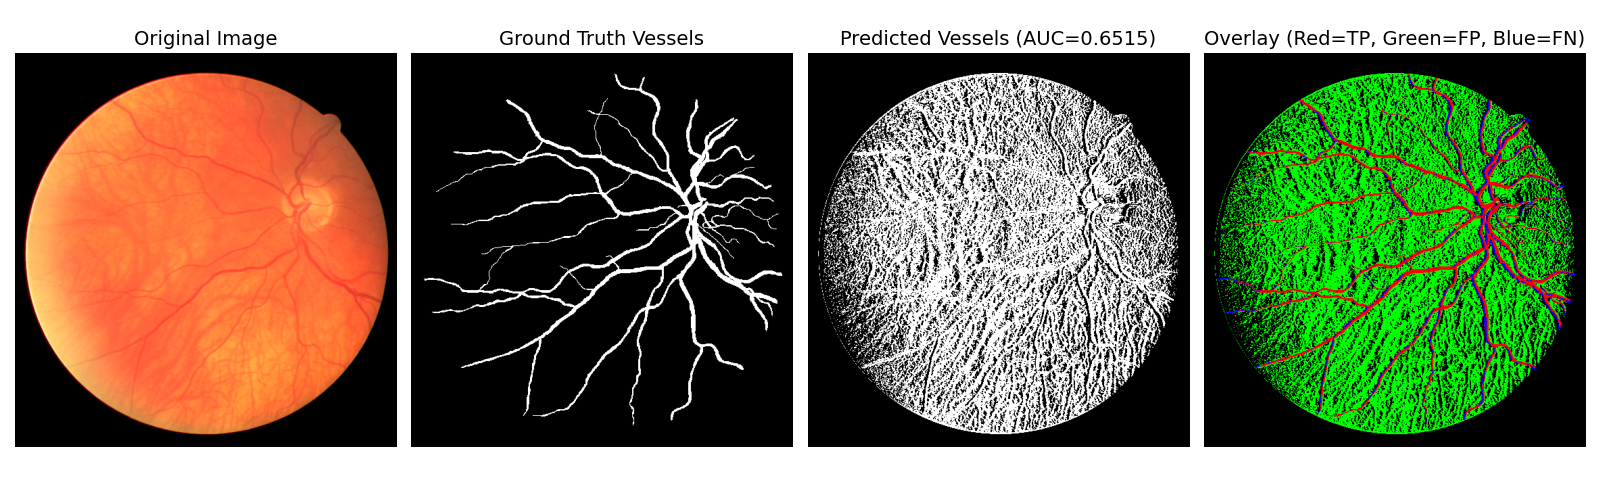 Original Image
Ground Truth Vessels
Predicted Vessels (AUC=0.6515)
Overlay (Red=TP, Green=FP, Blue=FN)